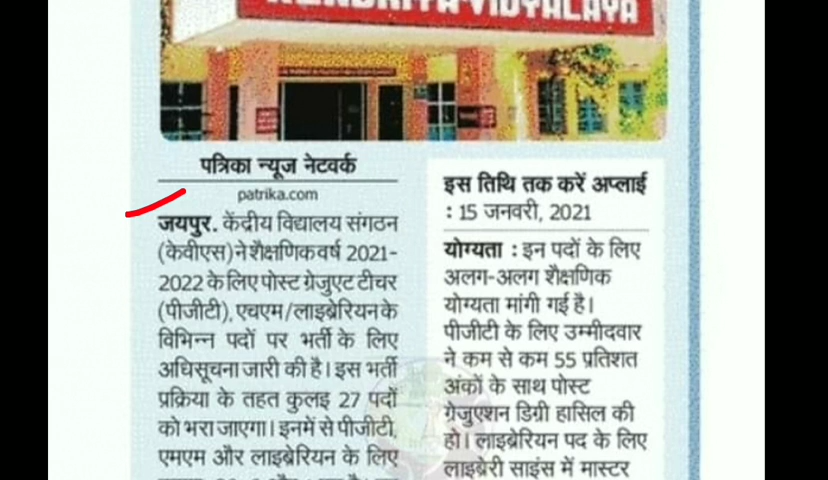 KENDRIYA VIDYALAYA
पत्रिका न्यूज नेटवर्क
patrika.com
जयपुर. केंद्रीय विद्यालय संगठन
(केवीएस) ने शैक्षणिक वर्ष 2021-
2022 के लिए पोस्ट ग्रेजुएट टीचर
(पीजीटी), एचएम/लाइब्रेरियन के
विभिन्न पदों पर भर्ती के लिए
अधिसूचना जारी की है। इस भर्ती
प्रक्रिया के तहत कुलइ 27 पदों
को भरा जाएगा। इनमें से पीजीटी,
एमएम और लाइब्रेरियन के लिए
इस तिथि तक करें अप्लाई
: 15 जनवरी, 2021
योग्यता : इन पदों के लिए
अलग-अलग शैक्षणिक
योग्यता मांगी गई है।
पीजीटी के लिए उम्मीदवार
ने कम से कम 55 प्रतिशत
अंकों के साथ पोस्ट
ग्रेजुएशन डिग्री हासिल की
हो। लाइब्रेरियन पद के लिए
लाइब्रेरी साइंस में मास्टर